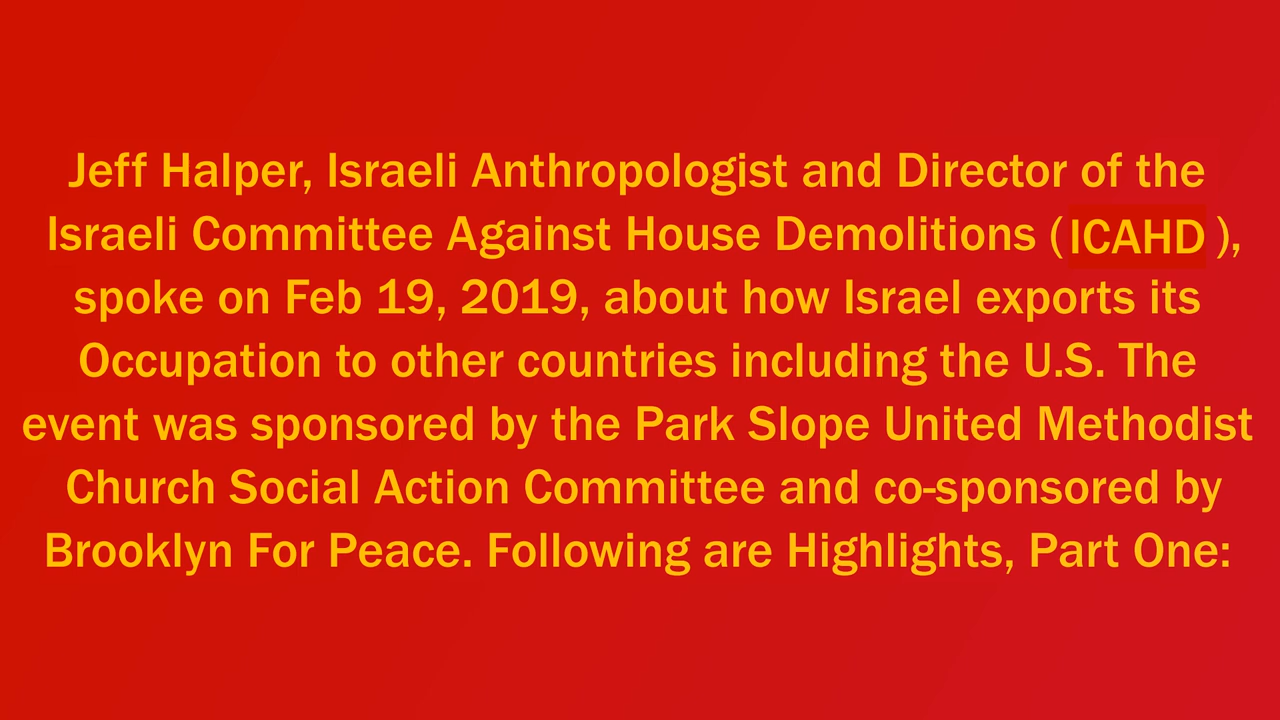 Jeff Halper, Israeli Anthropologist and Director of the
Israeli Committee Against House Demolitions ( ICAHD ),
spoke on Feb 19, 2019, about how Israel exports its
Occupation to other countries including the U.S. The
event was sponsored by the Park Slope United Methodist
Church Social Action Committee and co-sponsored by
Brooklyn For Peace. Following are Highlights, Part One: